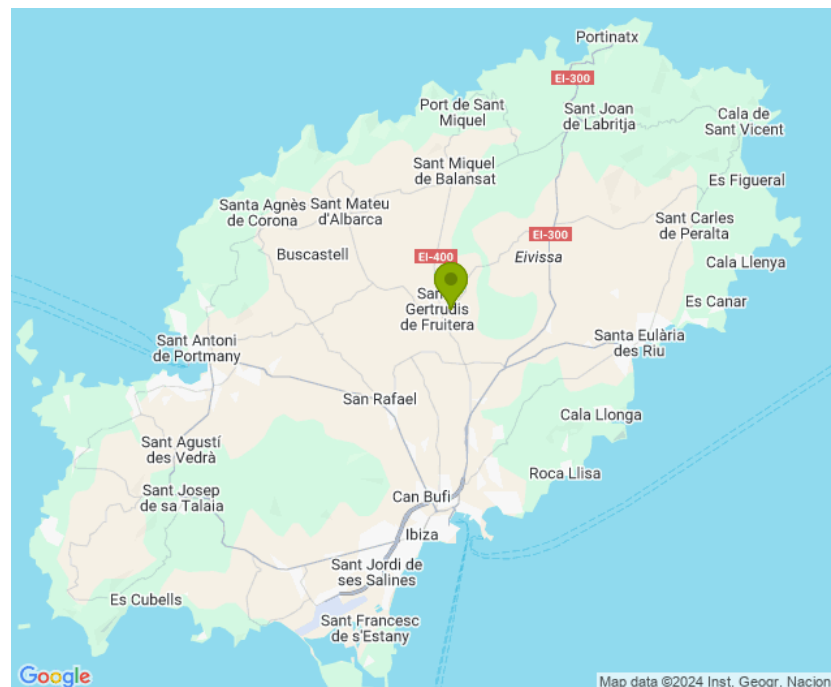 Portinatx
EI-300
Port de Sant
Miquel
Sant Joan
de Labritja
Cala de
Sant Vicent
Sant Miquel
de Balansat
Es Figueral
Santa Agnès
de Corona
Sant Mateu
d'Albarca
Sant Carles
de Peralta
EI-300
Buscastell
EI-400
Eivissa
Cala Llenya
Gertrudis
de Fruitera
Es Canar
Sant Antoni
de Portmany
Santa Eulària
des Riu
San Rafael
Cala Llonga
Sant Agustí
des Vedrà
Roca Llisa
Sant Josep
de sa Talaia
Can Bufi
Ibiza
Sant Jordi de
ses Salines
Es Cubells
Sant Francesc
de s'Estany
Google
Map data ©2024 Inst. Geogr. Nacion